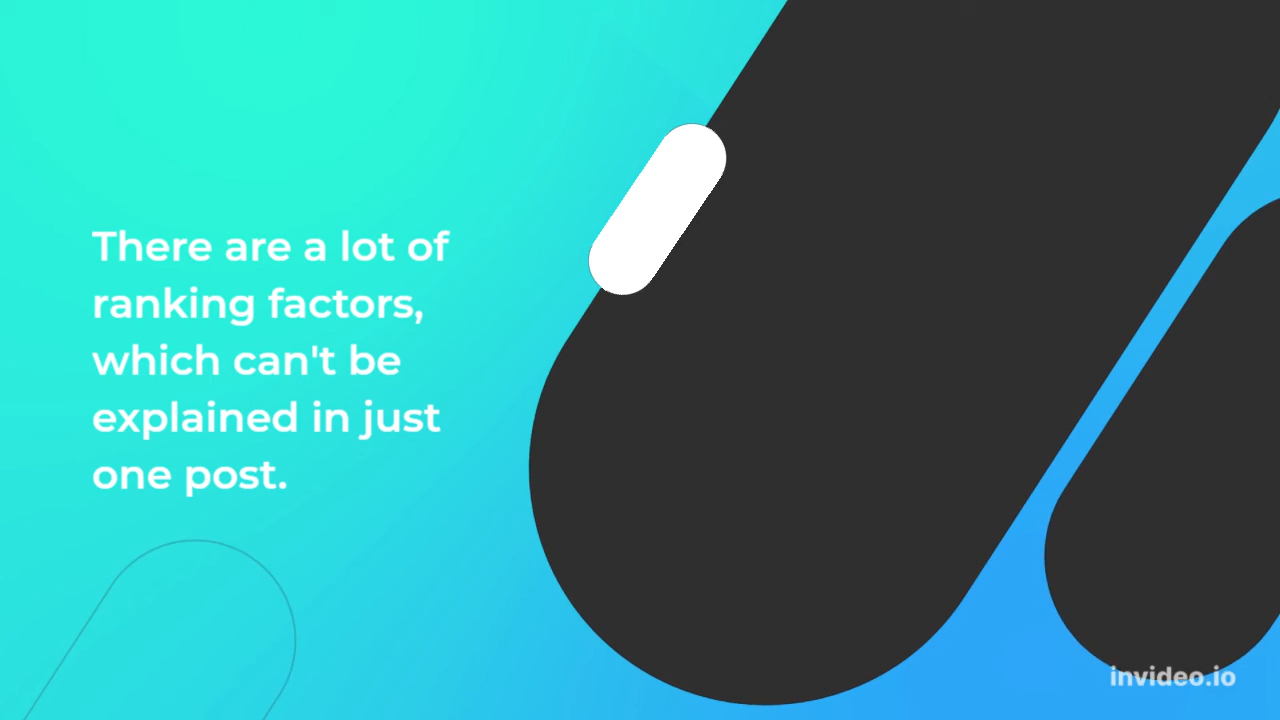 There are a lot of
ranking factors,
which can't be
explained in just
one post.
invideo.io